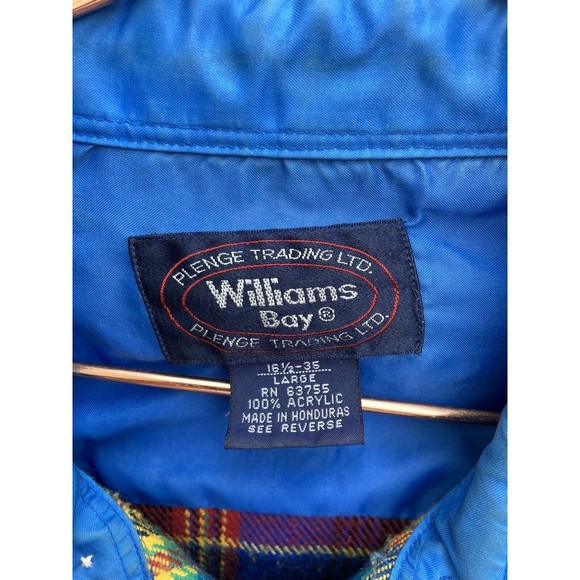 PLENGE TRADING LTD.
Williams
Bay®
PLENGE TRADING LTD.
16½-35
LARGE
RN 63755
100% ACRYLIC
MADE IN HONDURAS
SEE REVERSE